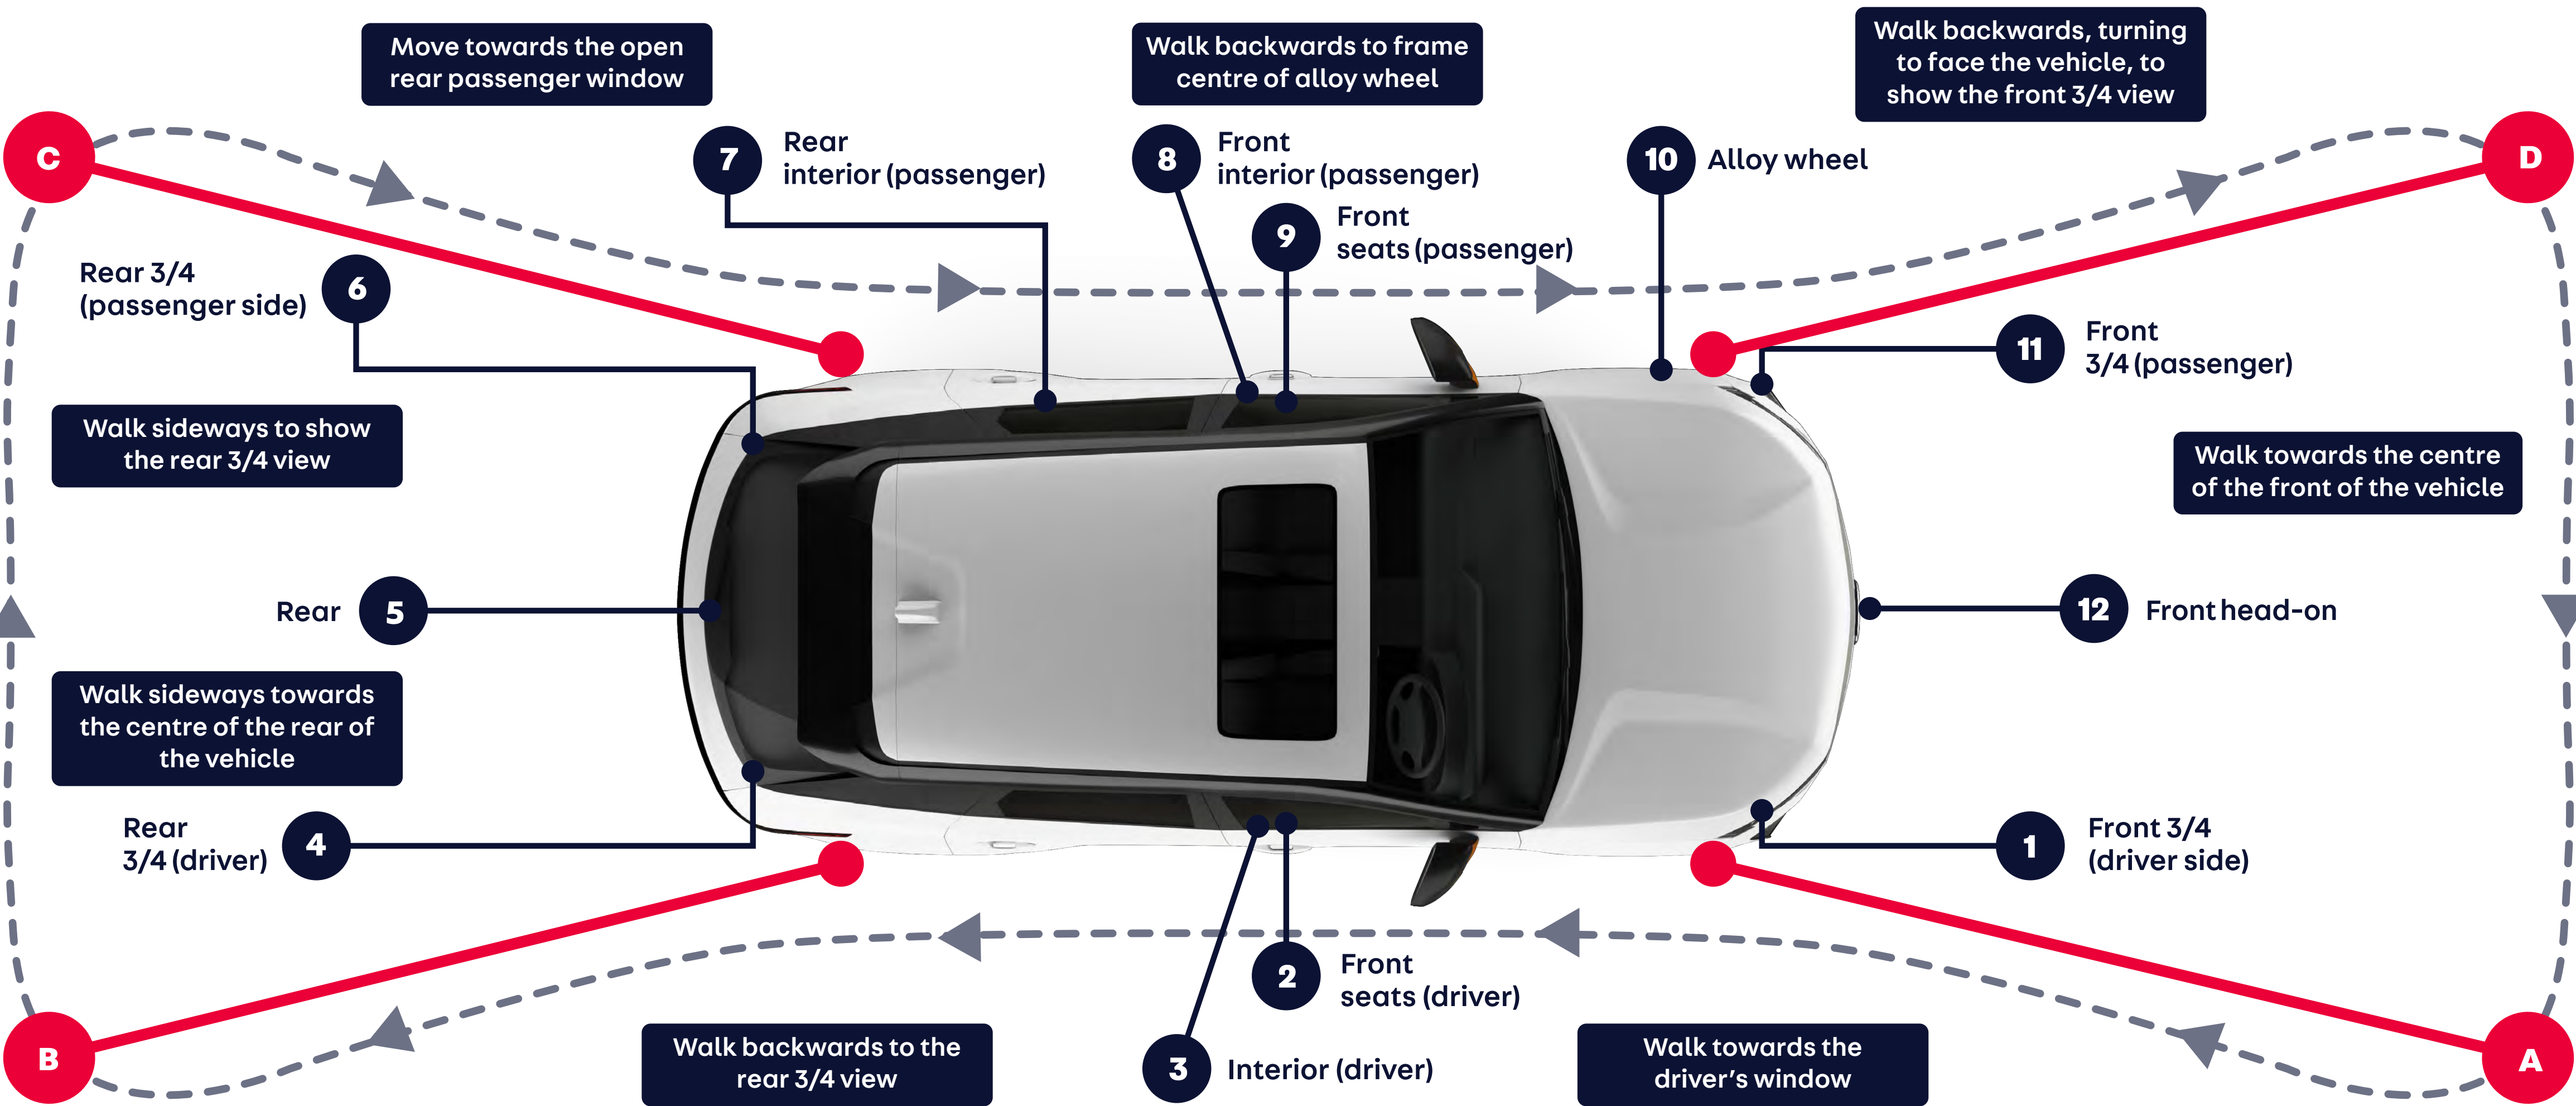 Move towards the open
rear passenger window
Walk backwards to frame
centre of alloy wheel
Walk backwards, turning
to face the vehicle, to
show the front 3/4 view
C
7
Rear
interior (passenger)
8
Front
interior (passenger)
9
Front
seats (passenger)
10
Alloy wheel
D
Rear 3/4
(passenger side)
6
11
Front
3/4 (passenger)
Walk sideways to show
the rear 3/4 view
Walk towards the centre
of the front of the vehicle
Rear
5
12
Front head-on
Walk sideways towards
the centre of the rear of
the vehicle
Rear
3/4 (driver)
4
1
Front 3/4
(driver side)
2
Front
seats (driver)
B
Walk backwards to the
rear 3/4 view
3
Interior (driver)
Walk towards the
driver's window
A